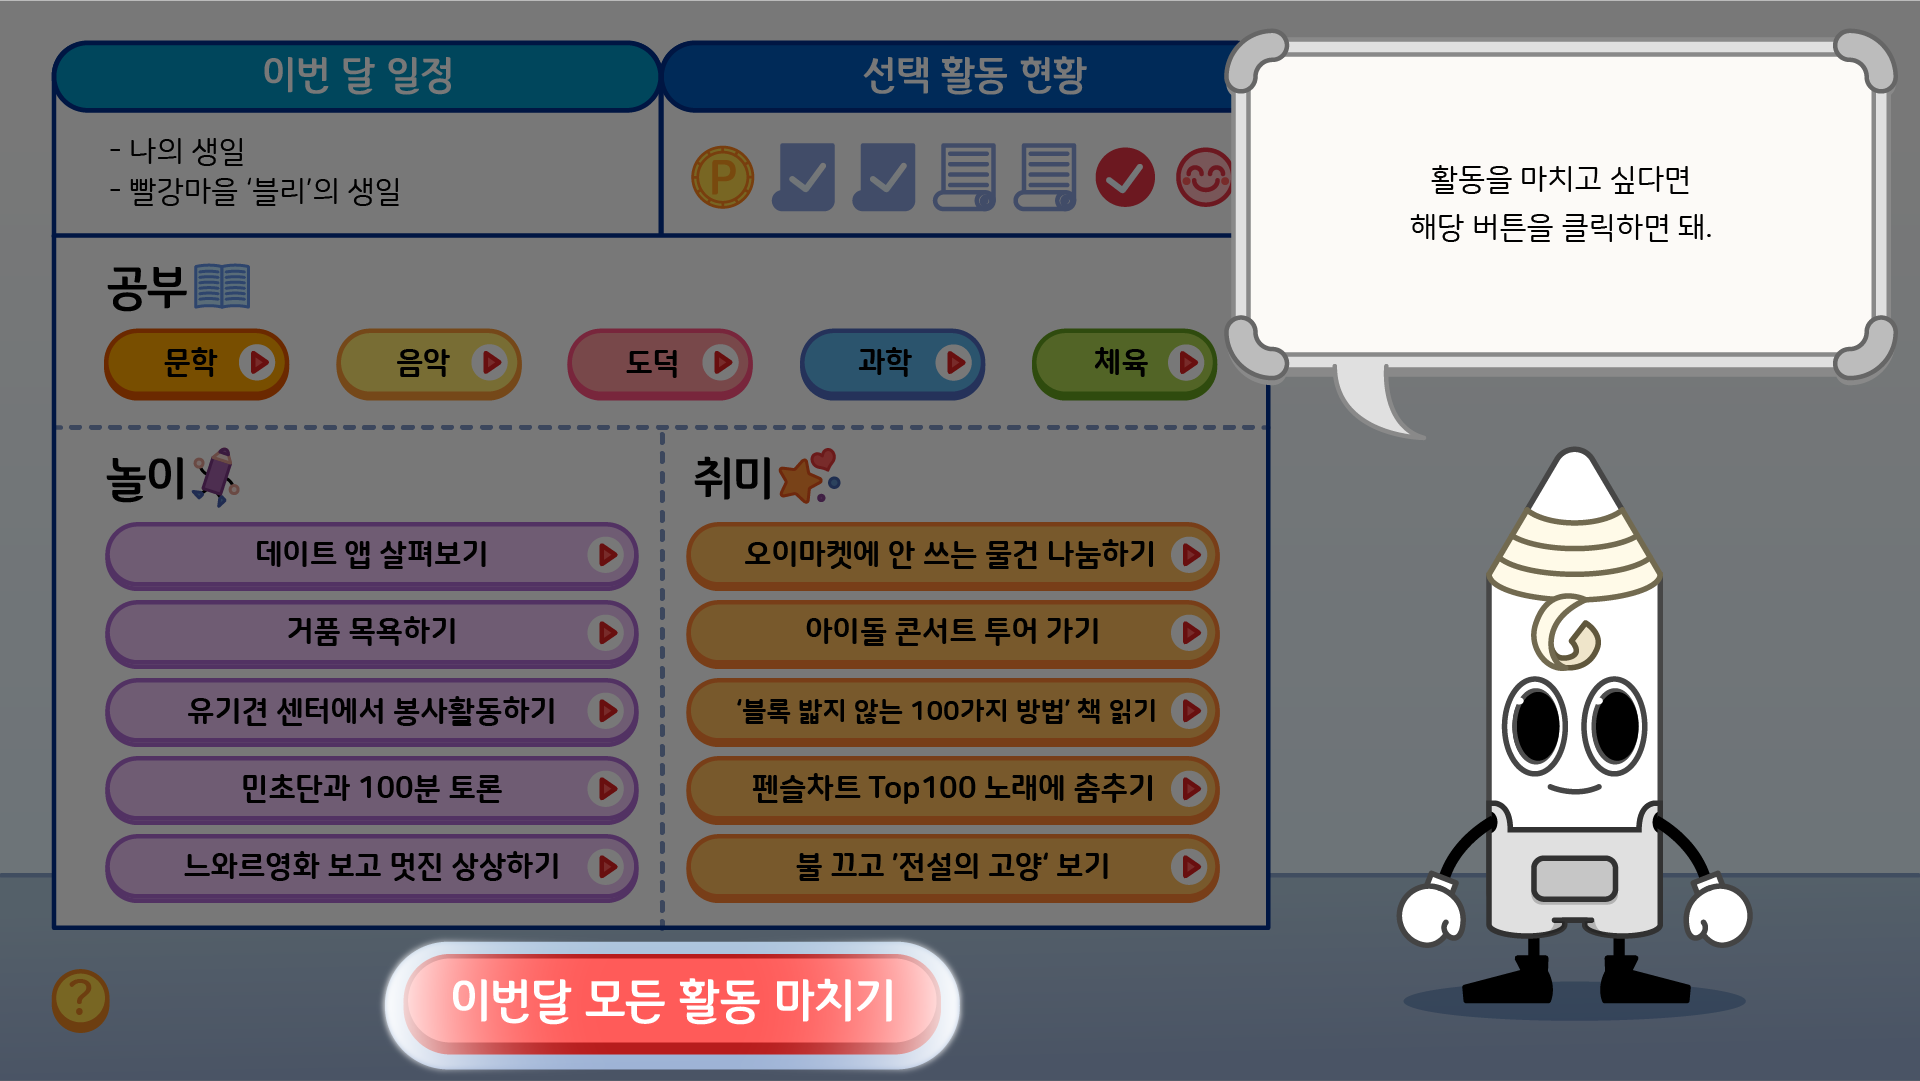 이번 달 일정
- 나의 생일
- 빨강마을 ‘블리’의 생일
선택 활동 현황
P
활동을 마치고 싶다면
해당 버튼을 클릭하면 돼.
공부
문학
음악
도덕
과학
체육
놀이
데이트 앱 살펴보기
거품 목욕하기
유기견 센터에서 봉사활동하기
민초단과 100분 토론
느와르영화 보고 멋진 상상하기
취미
오이마켓에 안 쓰는 물건 나눔하기
아이돌 콘서트 투어 가기
‘블록 밟지 않는 100가지 방법’ 책 읽기
펜슬차트 Top100 노래에 춤추기
불 끄고 ’전설의 고양‘ 보기
?
이번달 모든 활동 마치기